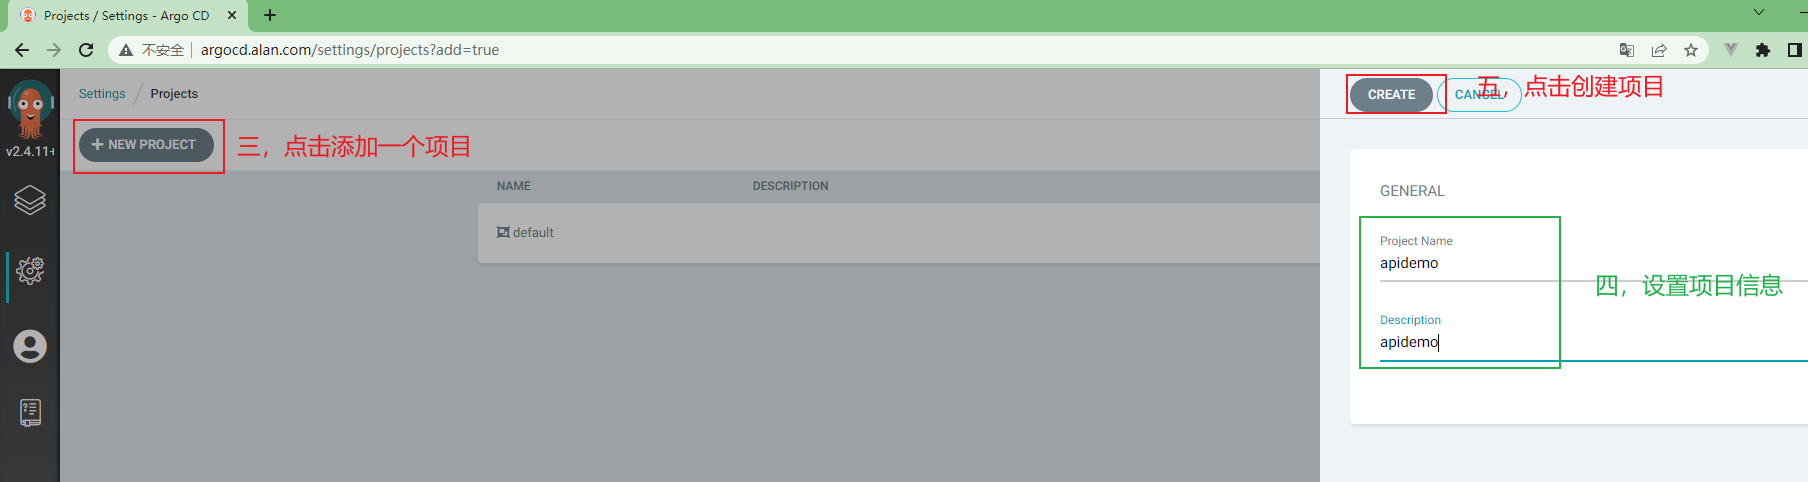 Projects / Settings - Argo CD
不安全 argocd.alan.com/settings/projects?add=true
Settings / Projects
CREATE
CANCEL
五，点击创建项目
v2.4.11+
NEW PROJECT
三，点击添加一个项目
NAME DESCRIPTION
default
GENERAL
Project Name
apidemo
四，设置项目信息
Description
apidemo